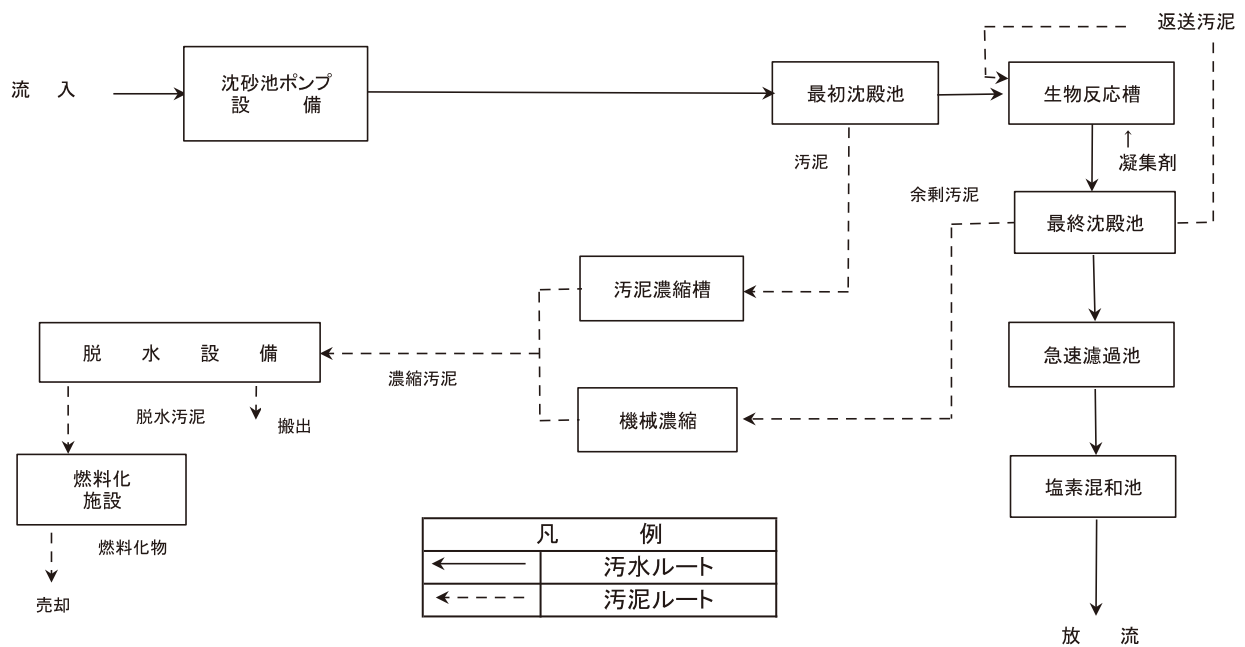 返送汚泥
流　入
沈砂池ポンプ
設　備
最初沈殿池
生物反応槽
汚泥
↑
凝集剤
余剰汚泥
最終沈殿池
汚泥濃縮槽
脱　水　設　備
急速濾過池
濃縮汚泥
脱水汚泥
搬出
機械濃縮
燃料化
施設
塩素混和池
燃料化物
売却
凡　例
汚水ルート
汚泥ルート
放　流